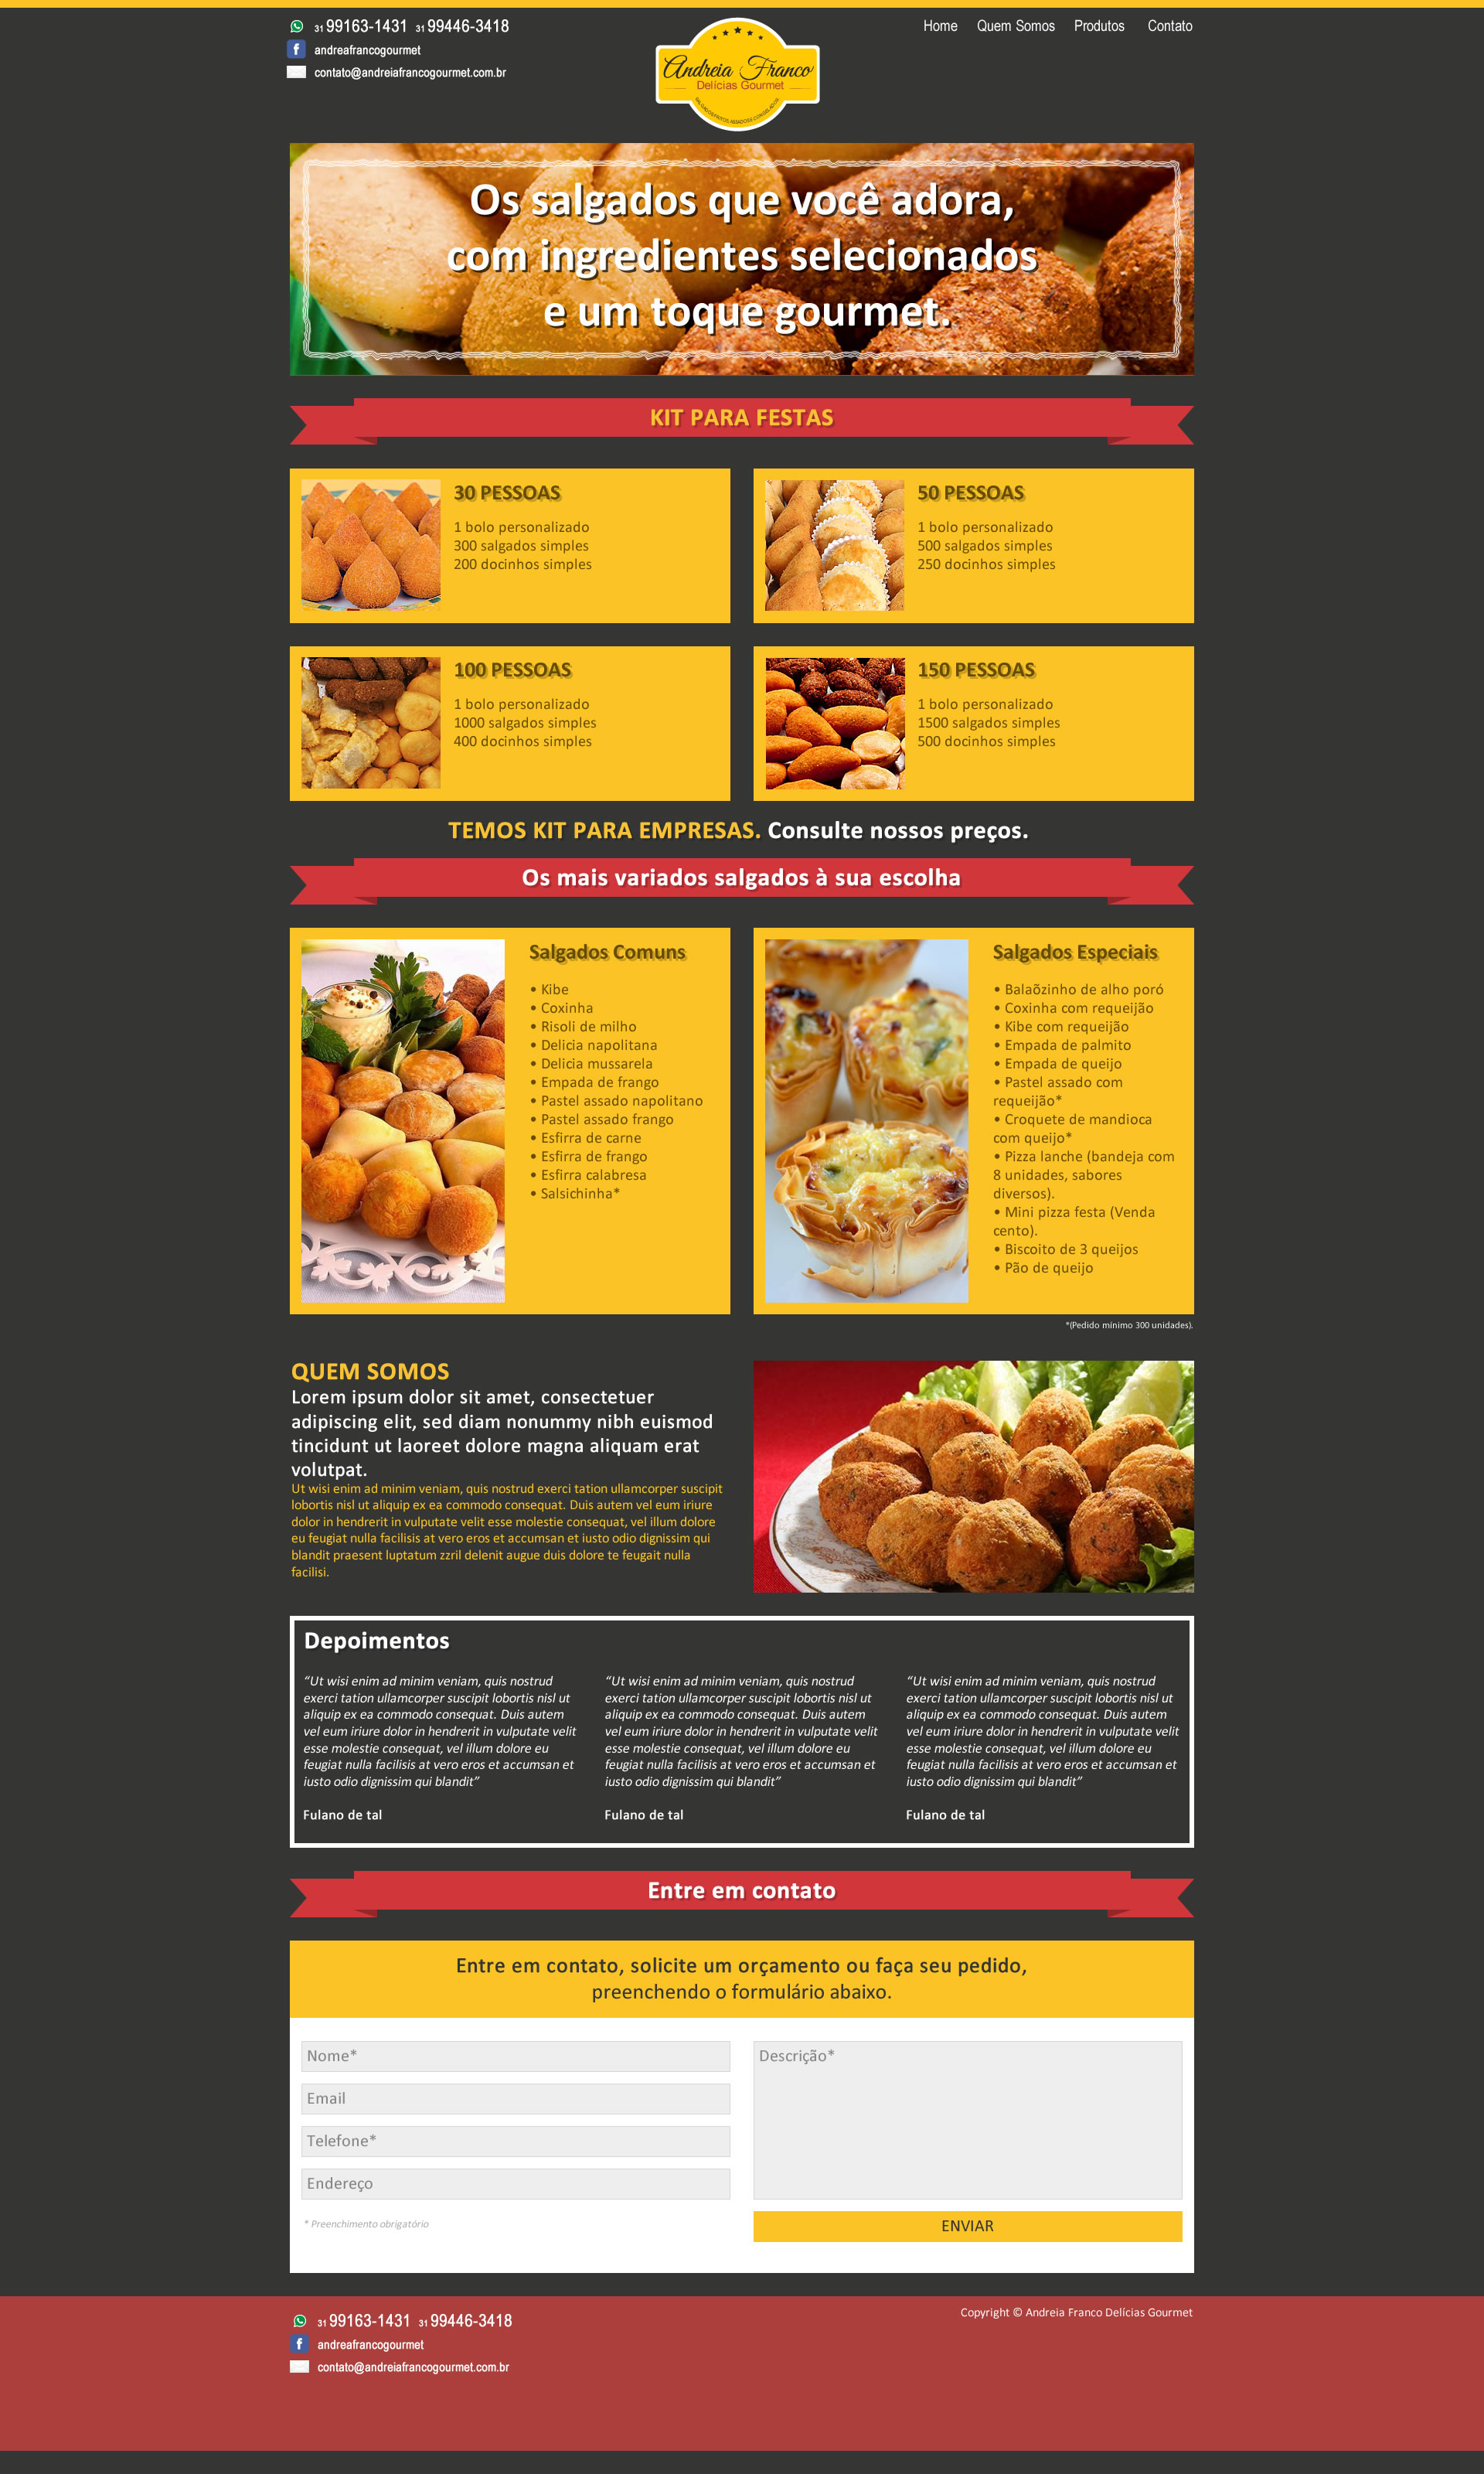 31 99163-1431 31 99446-3418
andreafrancogourmet
contato@andreiafrancogourmet.com.br
Andreia Franco
Delícias Gourmet
Home Quem Somos Produtos Contato
Os salgados que você adora,
com ingredientes selecionados
e um toque gourmet.
KIT PARA FESTAS
30 PESSOAS
1 bolo personalizado
300 salgados simples
200 docinhos simples
50 PESSOAS
1 bolo personalizado
500 salgados simples
250 docinhos simples
100 PESSOAS
1 bolo personalizado
1000 salgados simples
400 docinhos simples
150 PESSOAS
1 bolo personalizado
1500 salgados simples
500 docinhos simples
TEMOS KIT PARA EMPRESAS. Consulte nossos preços.
Os mais variados salgados à sua escolha
Salgados Comuns
• Kibe
• Coxinha
• Risoli de milho
• Delicia napolitana
• Delicia mussarela
• Empada de frango
• Pastel assado napolitano
• Pastel assado frango
• Esfirra de carne
• Esfirra de frango
• Esfirra calabresa
• Salsichinha*
Salgados Especiais
• Balaõzinho de alho poró
• Coxinha com requeijão
• Kibe com requeijão
• Empada de palmito
• Empada de queijo
• Pastel assado com
requeijão*
• Croquete de mandioca
com queijo*
• Pizza lanche (bandeja com
8 unidades, sabores
diversos).
• Mini pizza festa (Venda
cento).
• Biscoito de 3 queijos
• Pão de queijo
*(Pedido mínimo 300 unidades).
QUEM SOMOS
Lorem ipsum dolor sit amet, consectetuer
adipiscing elit, sed diam nonummy nibh euismod
tincidunt ut laoreet dolore magna aliquam erat
volutpat.
Ut wisi enim ad minim veniam, quis nostrud exerci tation ullamcorper suscipit
lobortis nisl ut aliquip ex ea commodo consequat. Duis autem vel eum iriure
dolor in hendrerit in vulputate velit esse molestie consequat, vel illum dolore
eu feugiat nulla facilisis at vero eros et accumsan et iusto odio dignissim qui
blandit praesent luptatum zzril delenit augue duis dolore te feugait nulla
facilisi.
Depoimentos
“Ut wisi enim ad minim veniam, quis nostrud
exerci tation ullamcorper suscipit lobortis nisl ut
aliquip ex ea commodo consequat. Duis autem
vel eum iriure dolor in hendrerit in vulputate velit
esse molestie consequat, vel illum dolore eu
feugiat nulla facilisis at vero eros et accumsan et
iusto odio dignissim qui blandit”
Fulano de tal
“Ut wisi enim ad minim veniam, quis nostrud
exerci tation ullamcorper suscipit lobortis nisl ut
aliquip ex ea commodo consequat. Duis autem
vel eum iriure dolor in hendrerit in vulputate velit
esse molestie consequat, vel illum dolore eu
feugiat nulla facilisis at vero eros et accumsan et
iusto odio dignissim qui blandit”
Fulano de tal
“Ut wisi enim ad minim veniam, quis nostrud
exerci tation ullamcorper suscipit lobortis nisl ut
aliquip ex ea commodo consequat. Duis autem
vel eum iriure dolor in hendrerit in vulputate velit
esse molestie consequat, vel illum dolore eu
feugiat nulla facilisis at vero eros et accumsan et
iusto odio dignissim qui blandit”
Fulano de tal
Entre em contato
Entre em contato, solicite um orçamento ou faça seu pedido,
preenchendo o formulário abaixo.
Nome*
Email
Telefone*
Endereço
* Preenchimento obrigatório
Descrição*
ENVIAR
31 99163-1431 31 99446-3418
andreafrancogourmet
contato@andreiafrancogourmet.com.br
Copyright © Andreia Franco Delícias Gourmet